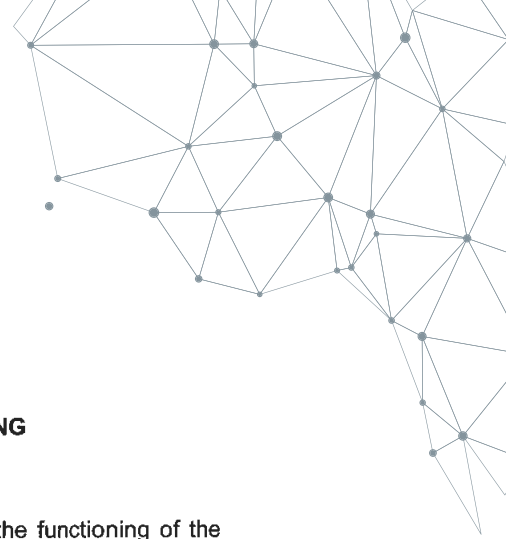 NG
the functioning of the